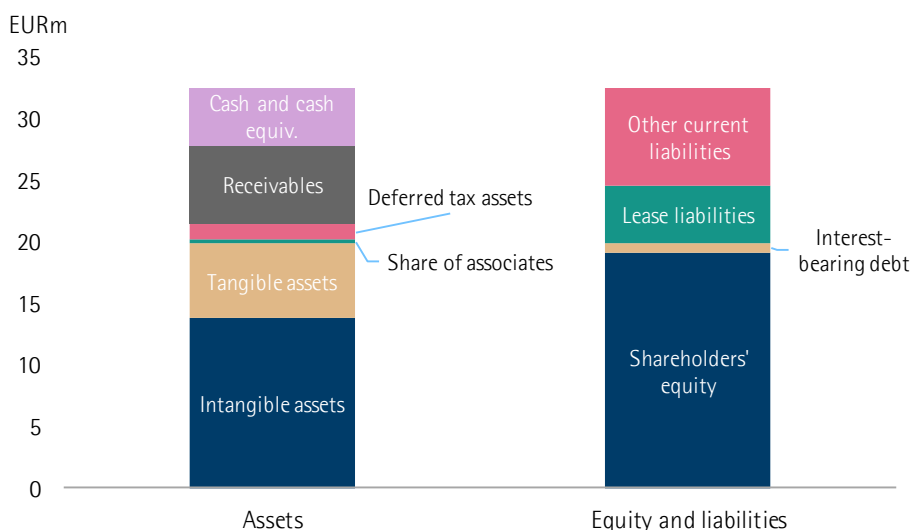 EURm
35
30
25
20
15
10
5
0
Cash and cash
equiv.
Receivables
Deferred tax assets
Share of associates
Tangible assets
Intangible assets
Other current
liabilities
Lease liabilities
Interest-
bearing debt
Shareholders'
equity
Assets
Equity and liabilities